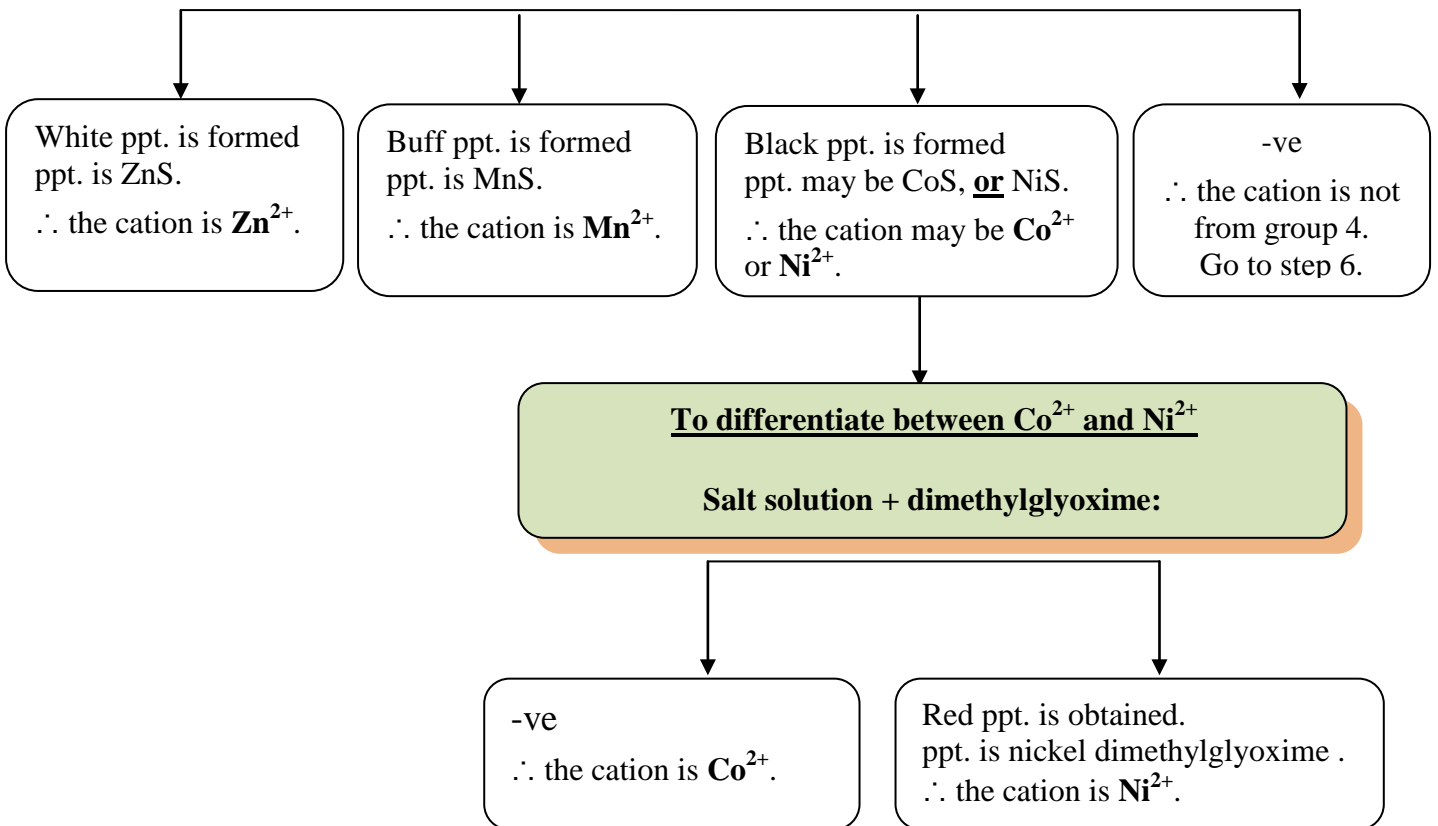 White ppt. is formed
ppt. is ZnS.
∴ the cation is Zn²⁺.
Buff ppt. is formed
ppt. is MnS.
∴ the cation is Mn²⁺.
Black ppt. is formed
ppt. may be CoS, or NiS.
∴ the cation may be Co²⁺
or Ni²⁺.
-ve
∴ the cation is not
from group 4.
Go to step 6.
To differentiate between Co²⁺ and Ni²⁺
Salt solution + dimethylglyoxime:
-ve
∴ the cation is Co²⁺.
Red ppt. is obtained.
ppt. is nickel dimethylglyoxime .
∴ the cation is Ni²⁺.